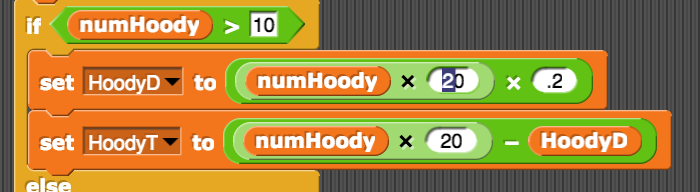 if numHoody > 10
set HoodyD to numHoody × 20 × .2
set HoodyT to numHoody × 20 − HoodyD
else